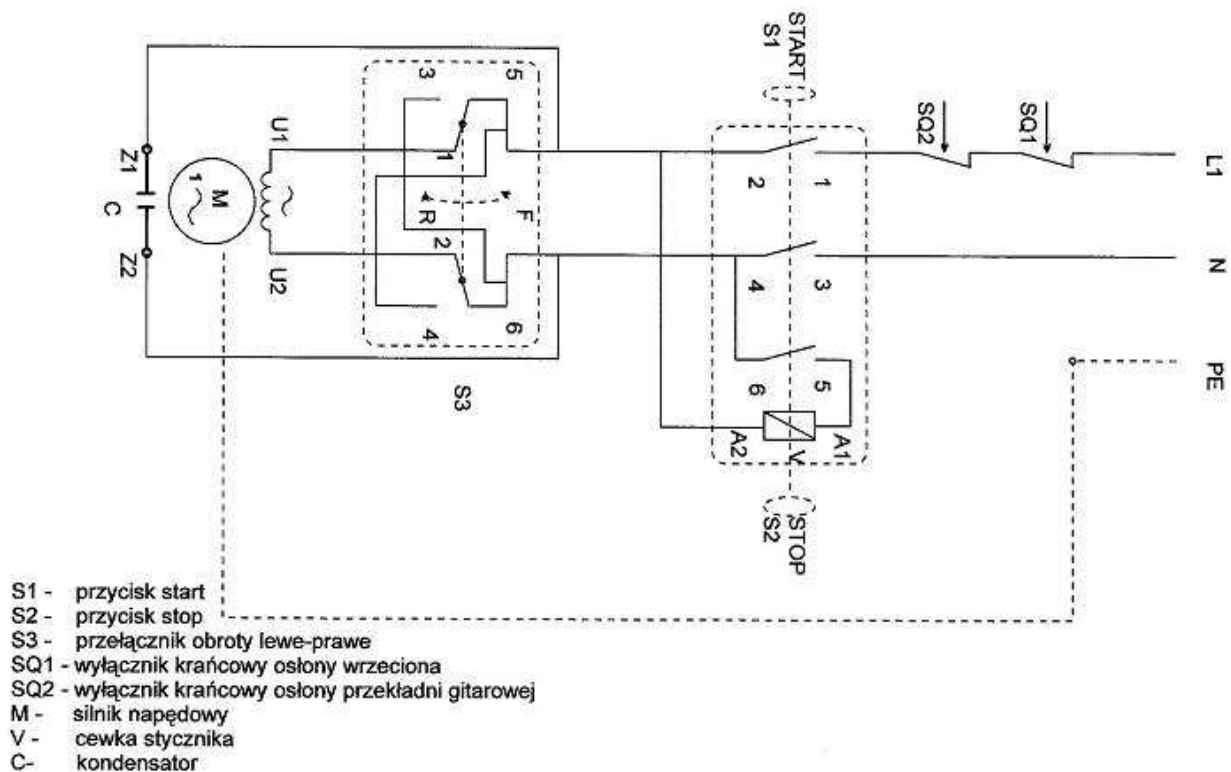 START
S1
SQ2
SQ1
L1
3
5
U1
Z1
1
2
1
M
1
C
R
F
N
2
Z2
U2
4
3
4
6
PE
6
5
S3
A2
V
A1
STOP
S2
S1 - przycisk start
S2 - przycisk stop
S3 - przełącznik obroty lewe-prawe
SQ1 - wyłącznik krańcowy osłony wrzeciona
SQ2 - wyłącznik krańcowy osłony przekładni gitarowej
M - silnik napędowy
V - cewka stycznika
C- kondensator